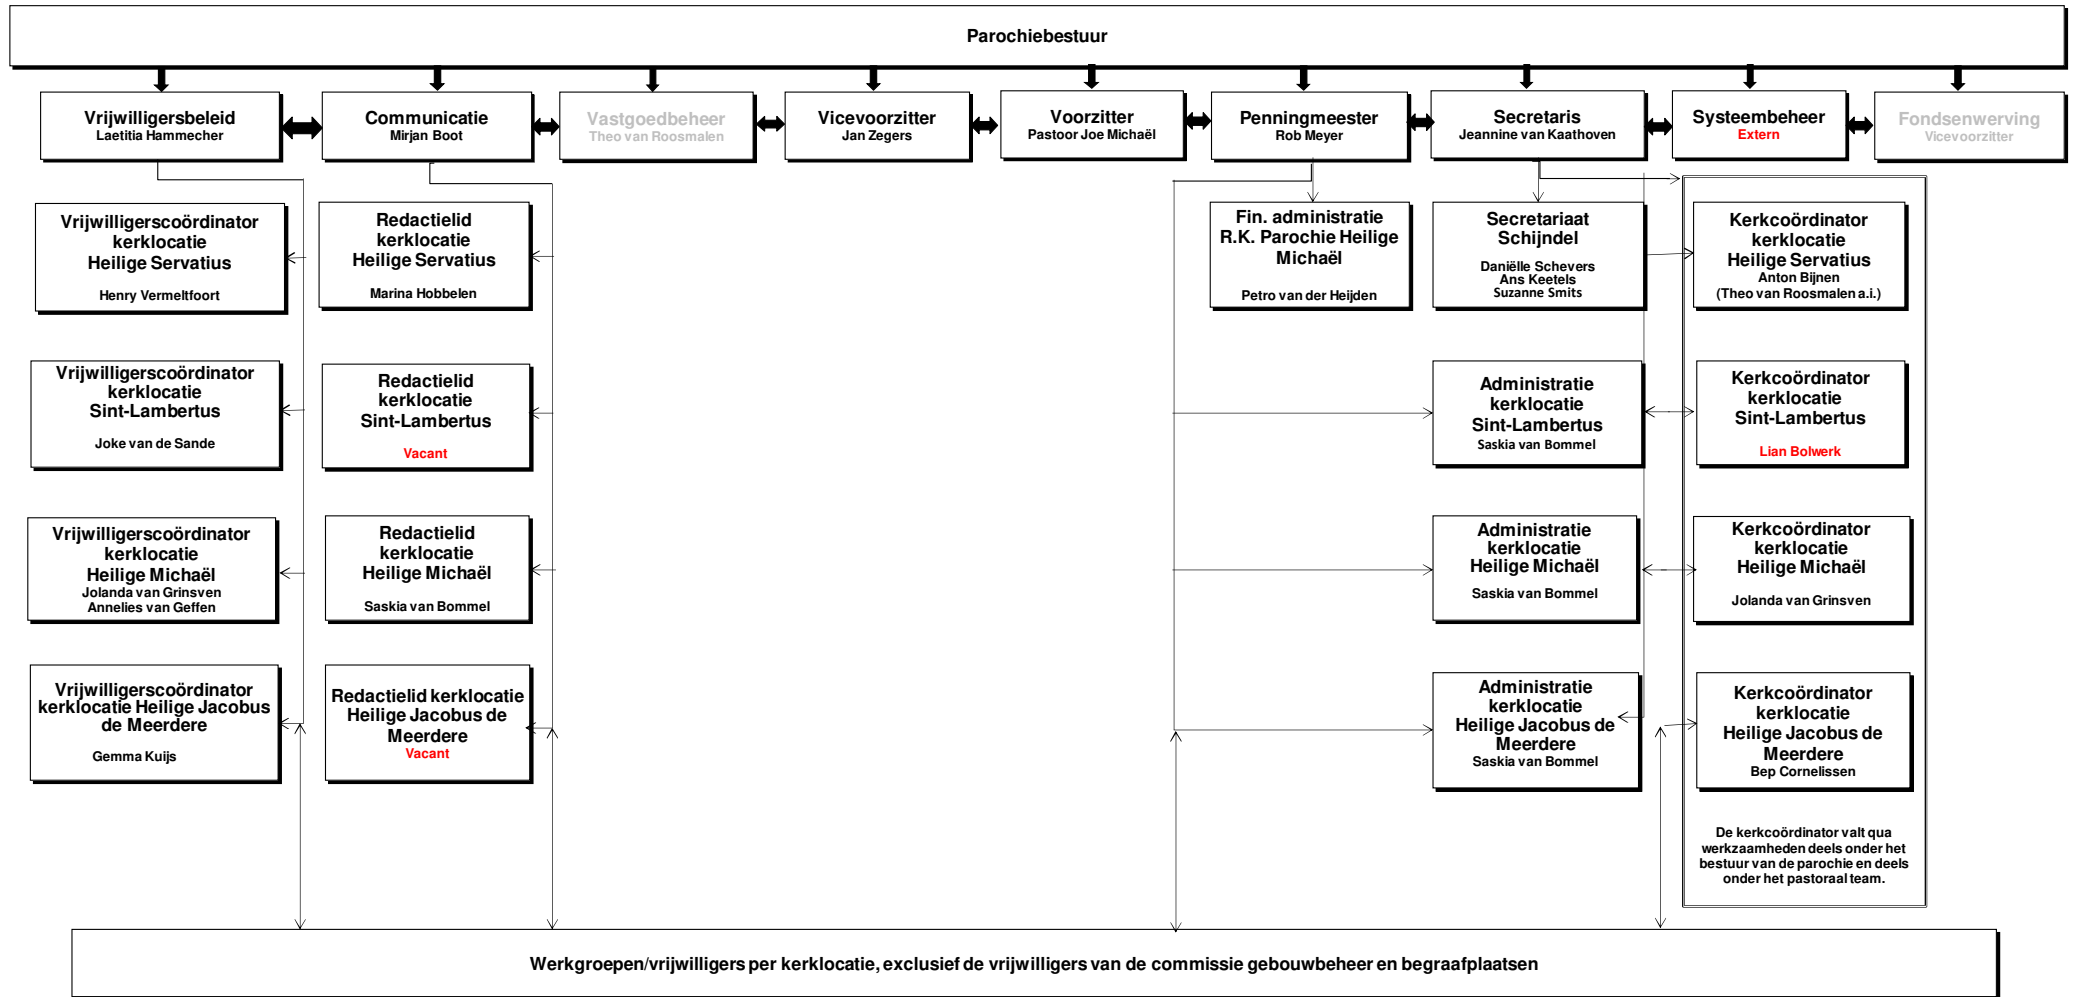 Parochiebestuur
Vrijwilligersbeleid
Laetitia Hammecher
Communicatie
Mirjan Boot
Vastgoedbeheer
Theo van Roosmalen
Vicevoorzitter
Jan Zegers
Voorzitter
Pastoor Joe Michaël
Penningmeester
Rob Meyer
Secretaris
Jeannine van Kaathoven
Systeembeheer
Extern
Fondsenwerving
Vicevoorzitter
Vrijwilligerscoördinator
kerklocatie
Heilige Servatius
Henry Vermeltfoort
Redactielid
kerklocatie
Heilige Servatius
Marina Hobbelen
Fin. administratie
R.K. Parochie Heilige
Michaël
Petro van der Heijden
Secretariaat
Schijndel
Daniëlle Schevers
Ans Keetels
Suzanne Smits
Kerkcoördinator
kerklocatie
Heilige Servatius
Anton Bijnen
(Theo van Roosmalen a.i.)
Vrijwilligerscoördinator
kerklocatie
Sint-Lambertus
Joke van de Sande
Redactielid
kerklocatie
Sint-Lambertus
Vacant
Administratie
kerklocatie
Sint-Lambertus
Saskia van Bommel
Kerkcoördinator
kerklocatie
Sint-Lambertus
Lian Bolwerk
Vrijwilligerscoördinator
kerklocatie
Heilige Michaël
Jolanda van Grinsven
Annelies van Geffen
Redactielid
kerklocatie
Heilige Michaël
Saskia van Bommel
Administratie
kerklocatie
Heilige Michaël
Saskia van Bommel
Kerkcoördinator
kerklocatie
Heilige Michaël
Jolanda van Grinsven
Vrijwilligerscoördinator
kerklocatie Heilige Jacobus
de Meerdere
Gemma Kuijs
Redactielid kerklocatie
Heilige Jacobus de
Meerdere
Vacant
Administratie
kerklocatie
Heilige Jacobus de
Meerdere
Saskia van Bommel
Kerkcoördinator
kerklocatie
Heilige Jacobus de
Meerdere
Bep Cornelissen
De kerkcoördinator valt qua
werkzaamheden deels onder het
bestuur van de parochie en deels
onder het pastoraal team.
Werkgroepen/vrijwilligers per kerklocatie, exclusief de vrijwilligers van de commissie gebouwbeheer en begraafplaatsen